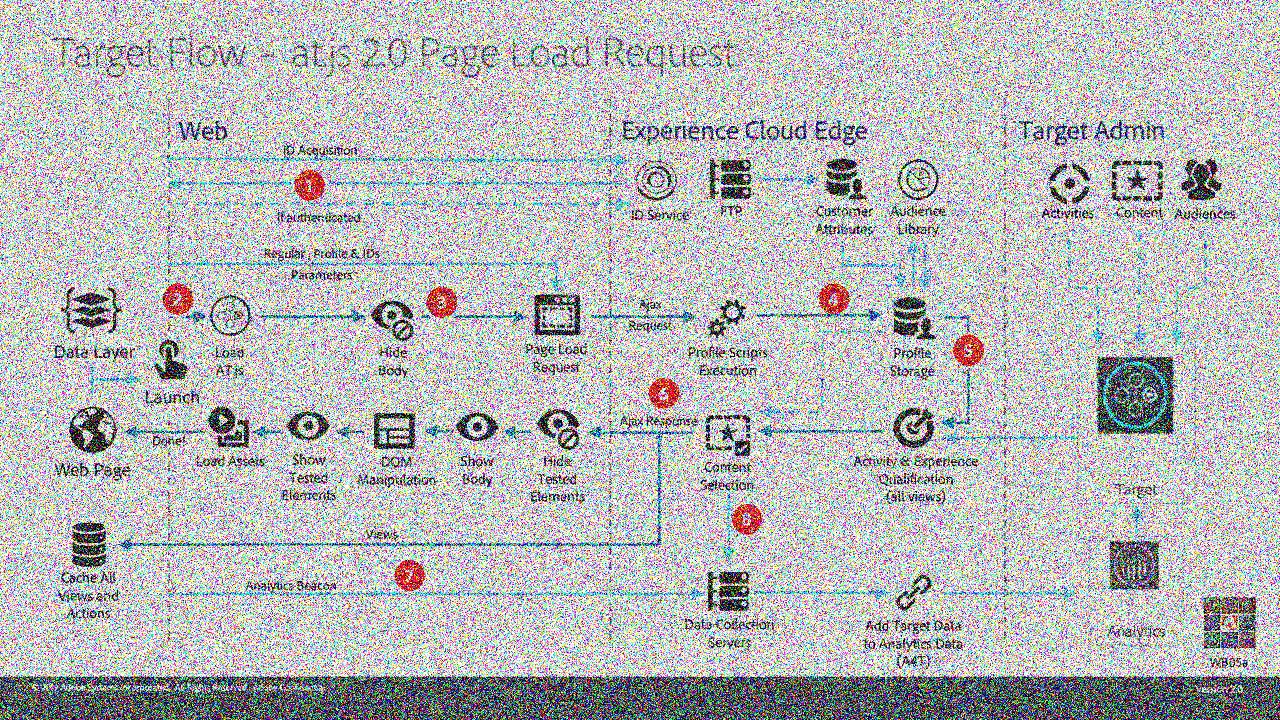 Target Flow - at.js 2.0 Page Load Request
Web
Experience Cloud Edge
Target Admin
ID Acquisition
1
If authenticated
ID Service
PTP
Customer
Attributes
Audience
Library
Activities
Content
Audiences
Regular, Profile & IDs
Parameters
2
3
4
5
Data Layer
Load
AT.js
Hide
Body
Page Load
Request
Ajax
Request
Profile Scripts
Execution
Profile
Storage
Launch
6
Ajax Response
Done!
Web Page
Load Assets
Show
Tested
Elements
DOM
Manipulation
Show
Body
Hide
Tested
Elements
Content
Selection
Activity & Experience
Qualification
(all views)
Target
8
Views
7
Analytics Beacon
Cache All
Views and
Actions
Data Collection
Servers
Add Target Data
to Analytics Data
(A4T)
Analytics
Version 2.0